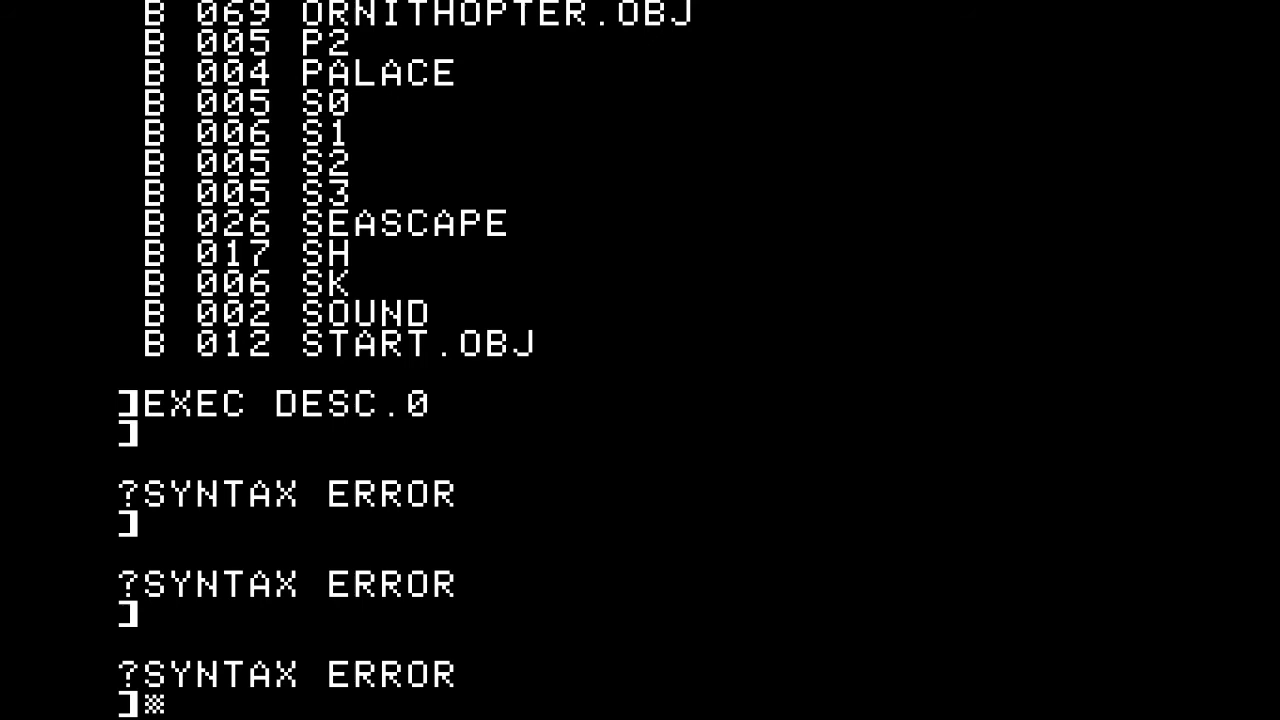 B 069 ORNITHOPTER.OBJ
B 005 P2
B 004 PALACE
B 005 S0
B 006 S1
B 005 S2
B 005 S3
B 026 SEASCAPE
B 017 SH
B 006 SK
B 002 SOUND
B 012 START.OBJ
]EXEC DESC.0
]
?SYNTAX ERROR
]
?SYNTAX ERROR
]
?SYNTAX ERROR
]